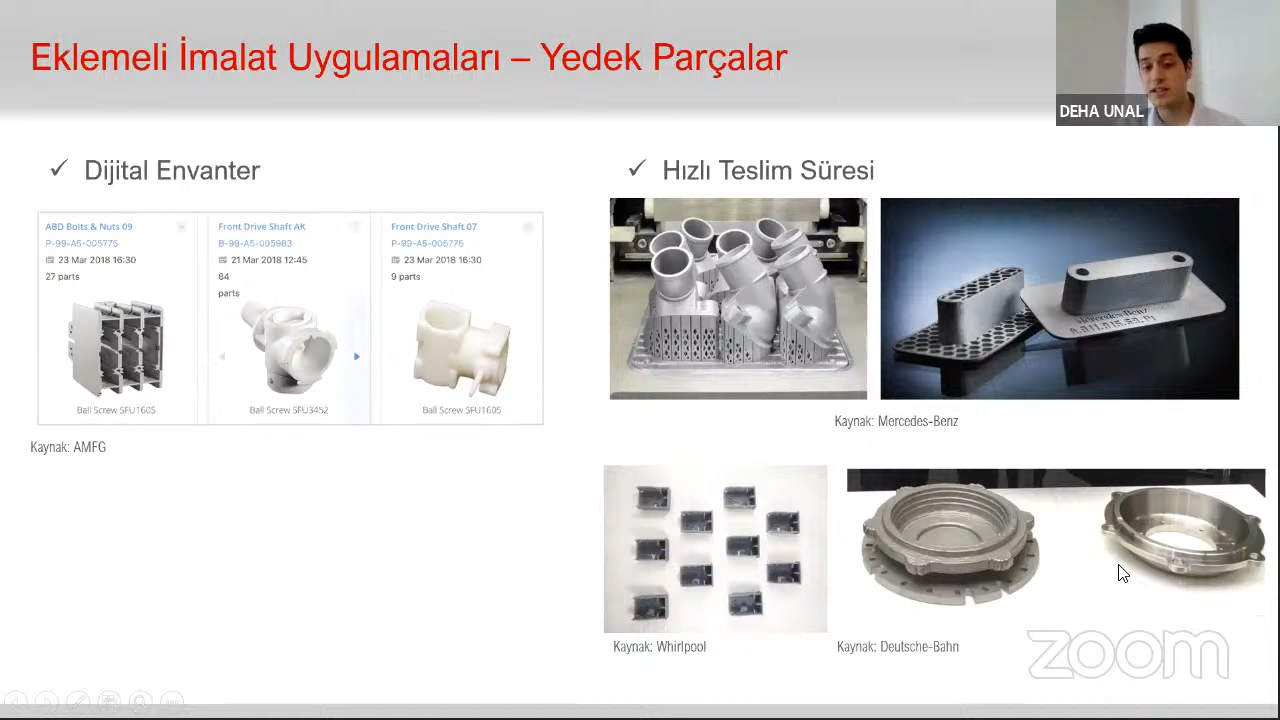 Eklemeli İmalat Uygulamaları – Yedek Parçalar
DEHA UNAL
✓ Dijital Envanter
✓ Hızlı Teslim Süresi
ABD Bolts & Nuts 09
P-99-A5-005775
23 Mar 2018 16:30
27 parts
Ball Screw SFU1605
Front Drive Shaft AK
B-99-A5-005983
21 Mar 2018 12:45
84
parts
Ball Screw SFU3452
Front Drive Shaft 07
P-99-A5-005775
23 Mar 2018 16:30
9 parts
Ball Screw SFU1605
Kaynak: AMFG
Mercedes-Benz
Kaynak: Mercedes-Benz
Kaynak: Whirlpool
Kaynak: Deutsche-Bahn
zoom